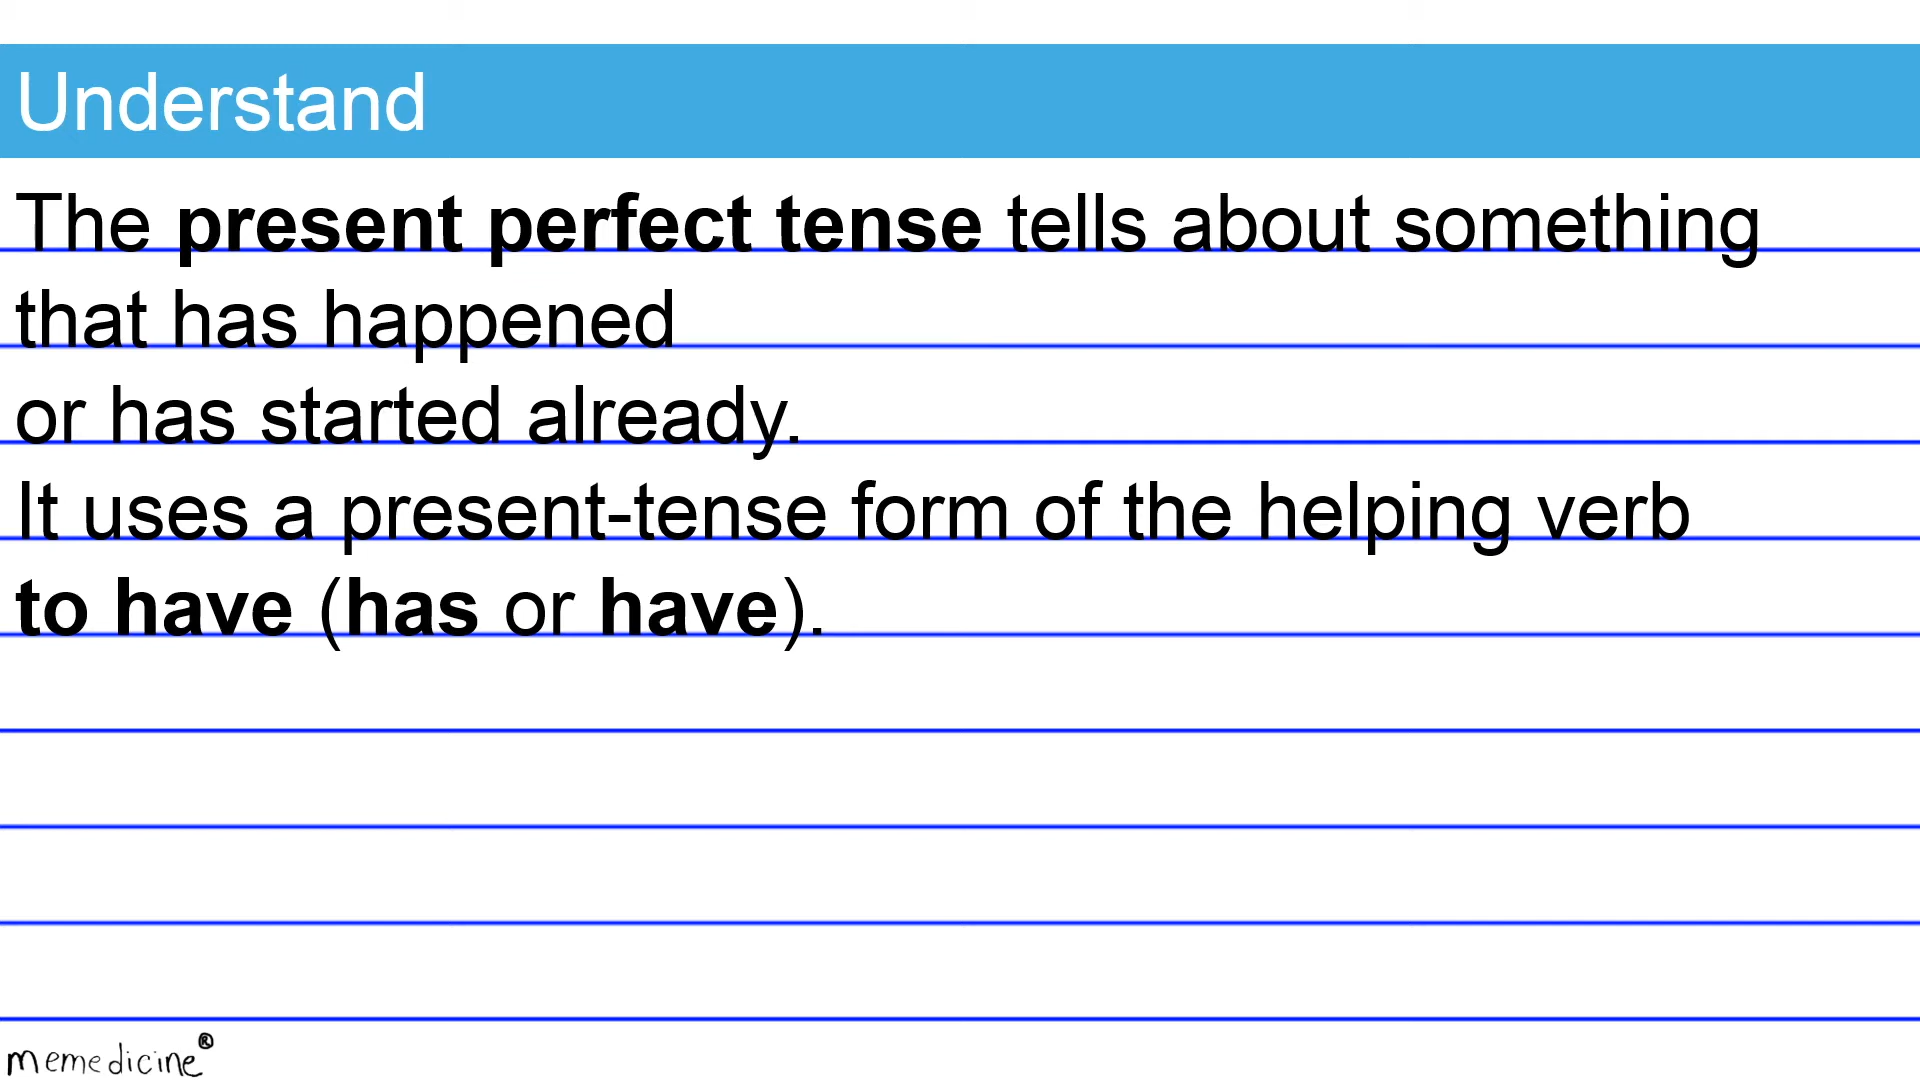 Understand
The present perfect tense tells about something
that has happened
or has started already.
It uses a present-tense form of the helping verb
to have (has or have).
memedicine®